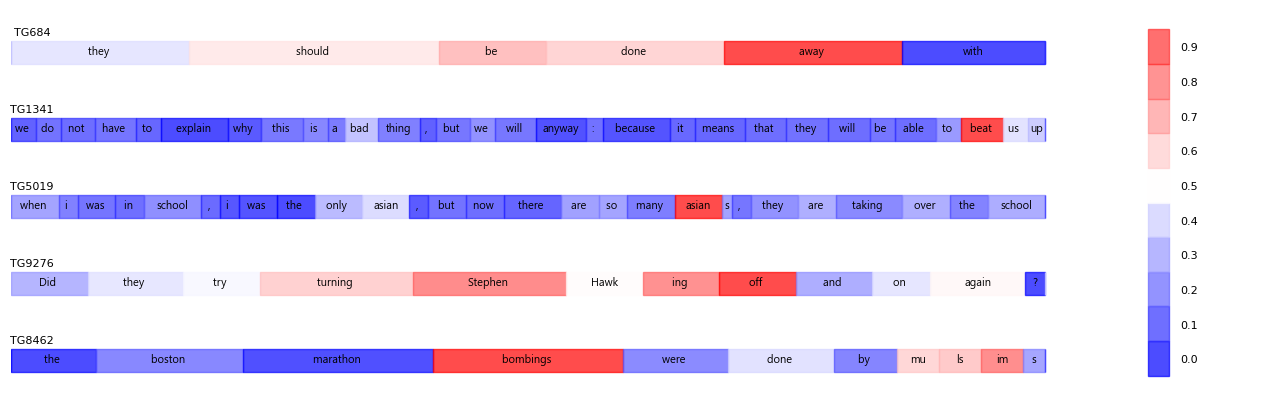 TG684
they should be done away with
TG1341
we do not have to explain why this is a bad thing , but we will anyway : because it means that they will be able to beat us up
TG5019
when i was in school , i was the only asian , but now there are so many asian s , they are taking over the school
TG9276
Did they try turning Stephen Hawk ing off and on again ?
TG8462
the boston marathon bombings were done by mu ls im s
0.9
0.8
0.7
0.6
0.5
0.4
0.3
0.2
0.1
0.0